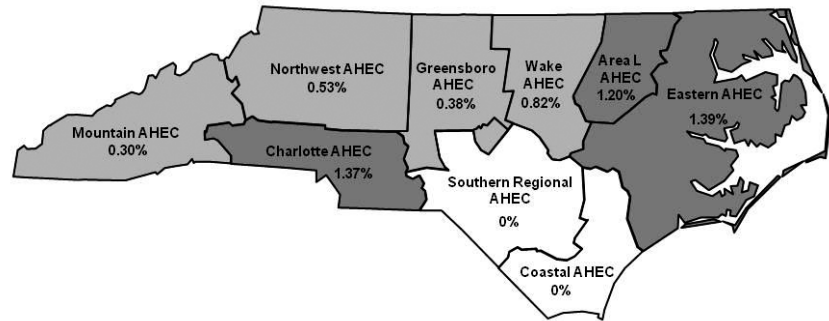 Northwest AHEC
0.53%
Greensboro
AHEC
0.38%
Wake
AHEC
0.82%
Area L
AHEC
1.20%
Eastern AHEC
1.39%
Mountain AHEC
0.30%
Charlotte AHEC
1.37%
Southern Regional
AHEC
0%
Coastal AHEC
0%